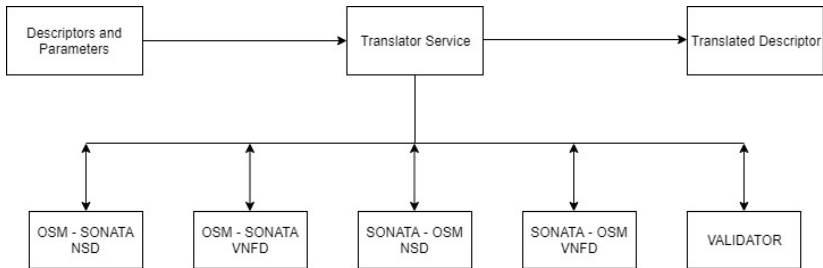 Descriptors and
Parameters
Translator Service
Translated Descriptor
OSM - SONATA
NSD
OSM - SONATA
VNFD
SONATA - OSM
NSD
SONATA - OSM
VNFD
VALIDATOR